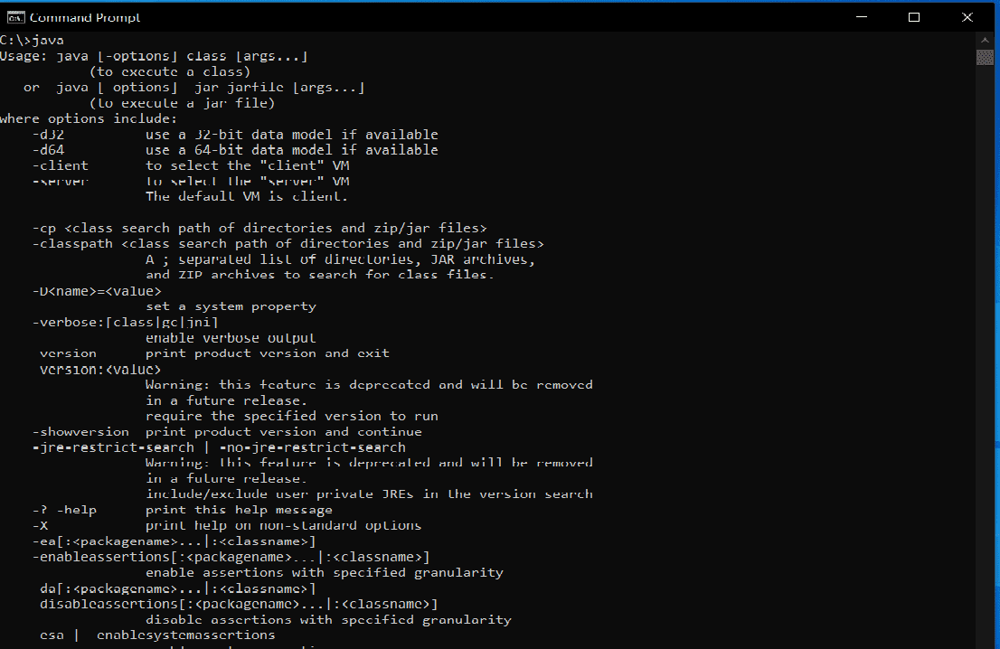 Command Prompt
C:\>java
Usage: java [-options] class [args...]
           (to execute a class)
   or  java [-options] -jar jarfile [args...]
           (to execute a jar file)
where options include:
    -d32          use a 32-bit data model if available
    -d64          use a 64-bit data model if available
    -client       to select the "client" VM
    -server       to select the "server" VM
                  The default VM is client.

    -cp <class search path of directories and zip/jar files>
    -classpath <class search path of directories and zip/jar files>
                  A ; separated list of directories, JAR archives,
                  and ZIP archives to search for class files.
    -D<name>=<value>
                  set a system property
    -verbose:[class|gc|jni]
                  enable verbose output
    -version      print product version and exit
    -version:<value>
                  Warning: this feature is deprecated and will be removed
                  in a future release.
                  require the specified version to run
    -showversion  print product version and continue
    -jre-restrict-search | -no-jre-restrict-search
                  Warning: this feature is deprecated and will be removed
                  in a future release.
                  include/exclude user private JREs in the version search
    -? -help      print this help message
    -X            print help on non-standard options
    -ea[:<packagename>...|:<classname>]
    -enableassertions[:<packagename>...|:<classname>]
                  enable assertions with specified granularity
    -da[:<packagename>...|:<classname>]
    -disableassertions[:<packagename>...|:<classname>]
                  disable assertions with specified granularity
    -esa | -enablesystemassertions